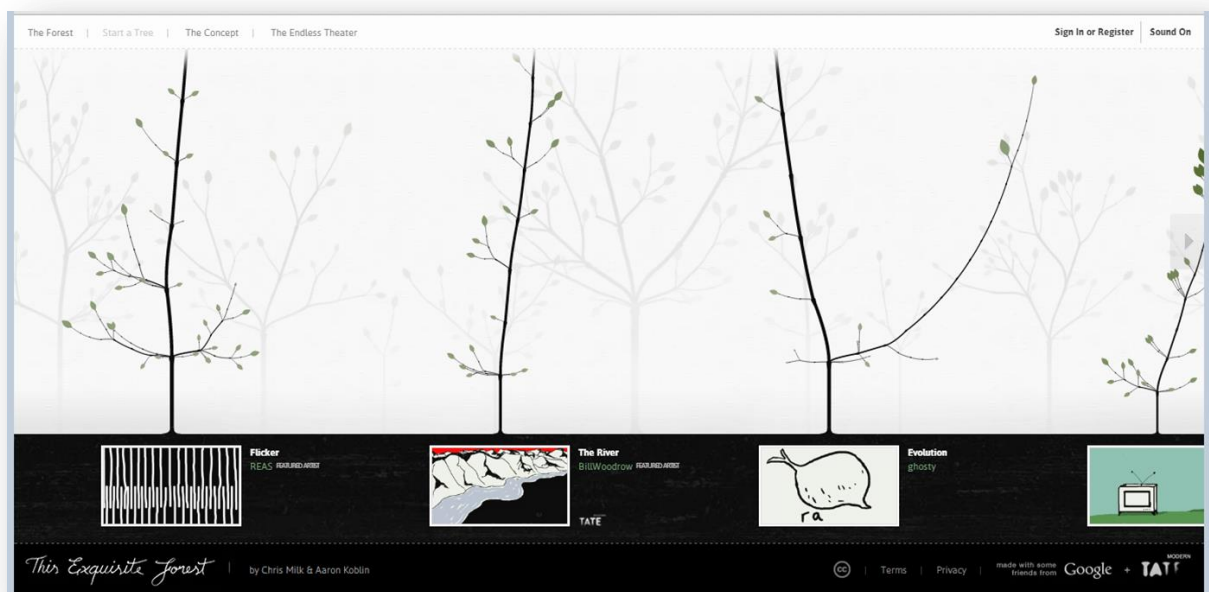 The Forest | Start a Tree | The Concept | The Endless Theater
Sign In or Register | Sound On
Flicker
REAS FEATURED ARTIST
The River
BillWoodrow FEATURED ARTIST
TATE
Evolution
ghosty
ra
This Exquisite Forest | by Chris Milk & Aaron Koblin
cc | Terms | Privacy | made with some
friends from Google + TATE
MODERN